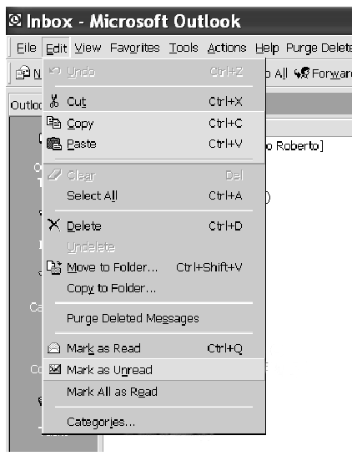 Inbox - Microsoft Outlook
File Edit View Favorites Tools Actions Help Purge Delete
Undo Ctrl+Z
o All Forwar
Outloo
Cut Ctrl+X
Copy Ctrl+C
Paste Ctrl+V
o Roberto]
Clear Del
Select All Ctrl+A
Delete Ctrl+D
Undelete
Move to Folder... Ctrl+Shift+V
Copy to Folder...
Purge Deleted Messages
Mark as Read Ctrl+Q
Mark as Unread
Mark All as Read
Categories...